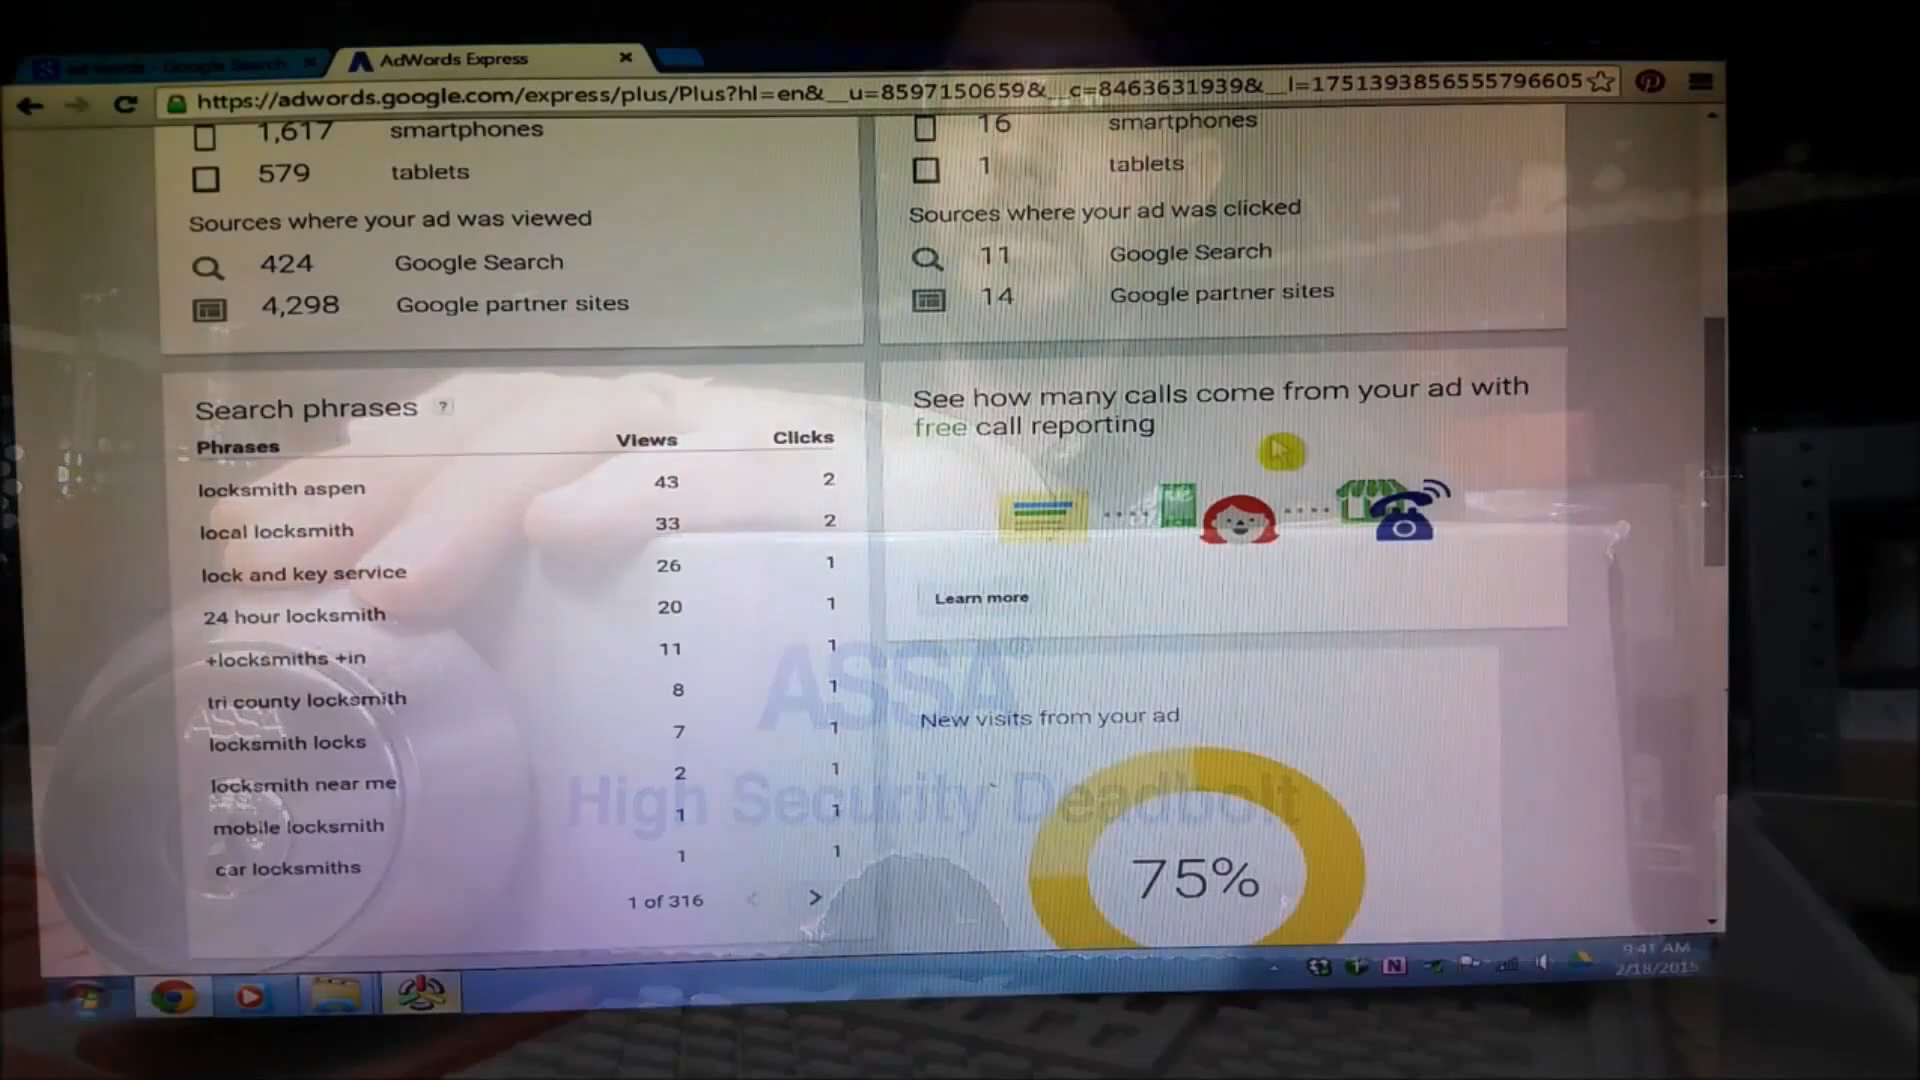 ad words - Google Search
AdWords Express
https://adwords.google.com/express/plus/Plus?hl=en&__u=8597150659&__c=8463631939&__l=1751393856555796605
1,617 smartphones
579 tablets
Sources where your ad was viewed
424 Google Search
4,298 Google partner sites
16 smartphones
1 tablets
Sources where your ad was clicked
11 Google Search
14 Google partner sites
Search phrases ?
Phrases Views Clicks
locksmith aspen 43 2
local locksmith 33 2
lock and key service 26 1
24 hour locksmith 20 1
+locksmiths +in 11 1
tri county locksmith 8 1
locksmith locks 7 1
locksmith near me 2 1
mobile locksmith 1 1
car locksmiths 1 1
1 of 316
See how many calls come from your ad with
free call reporting
Learn more
New visits from your ad
75%
ASSA®
High Security Deadbolt
ASSA
N
9:41 AM
2/18/2015